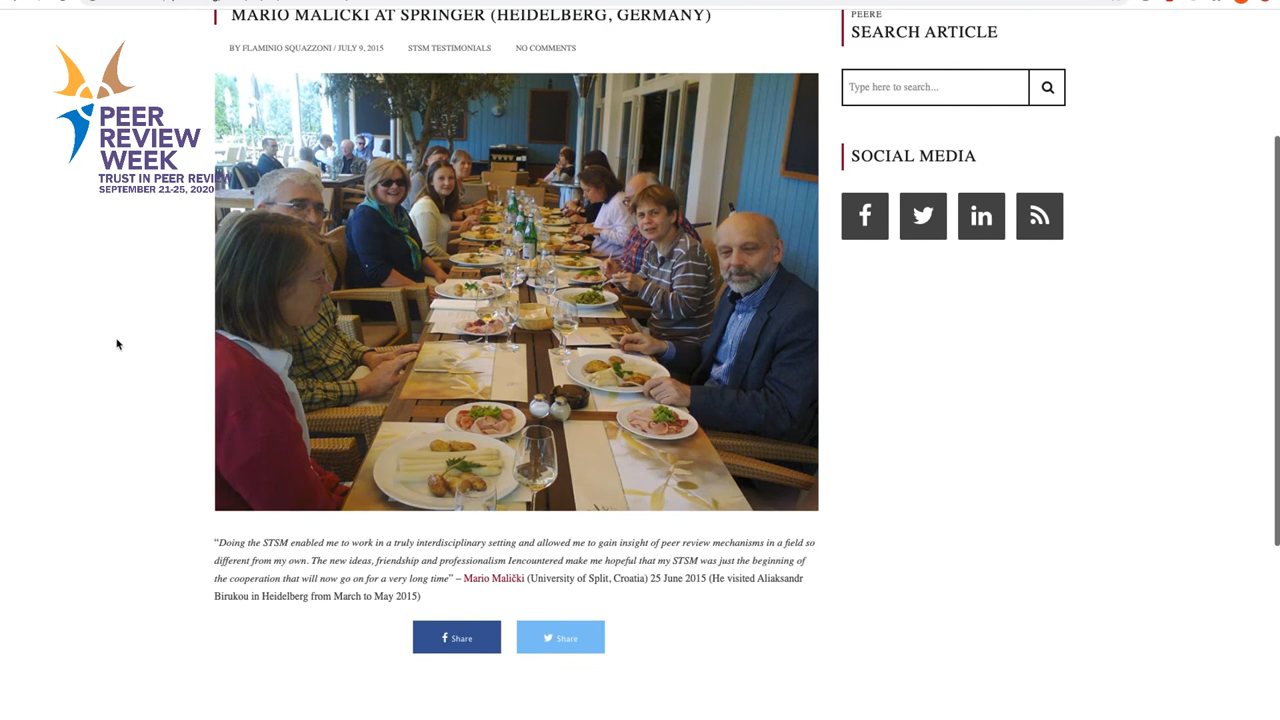 MARIO MALICKI AT SPRINGER (HEIDELBERG, GERMANY)
BY FLAMINIO SQUAZZONI / JULY 9, 2015 STSM TESTIMONIALS NO COMMENTS
PEER
REVIEW
WEEK
TRUST IN PEER REVIEW
SEPTEMBER 21-25, 2020
“Doing the STSM enabled me to work in a truly interdisciplinary setting and allowed me to gain insight of peer review mechanisms in a field so
different from my own. The new ideas, friendship and professionalism Iencountered make me hopeful that my STSM was just the beginning of
the cooperation that will now go on for a very long time” – Mario Malički (University of Split, Croatia) 25 June 2015 (He visited Aliaksandr
Birukou in Heidelberg from March to May 2015)
Share
Share
PEERE
SEARCH ARTICLE
Type here to search...
SOCIAL MEDIA